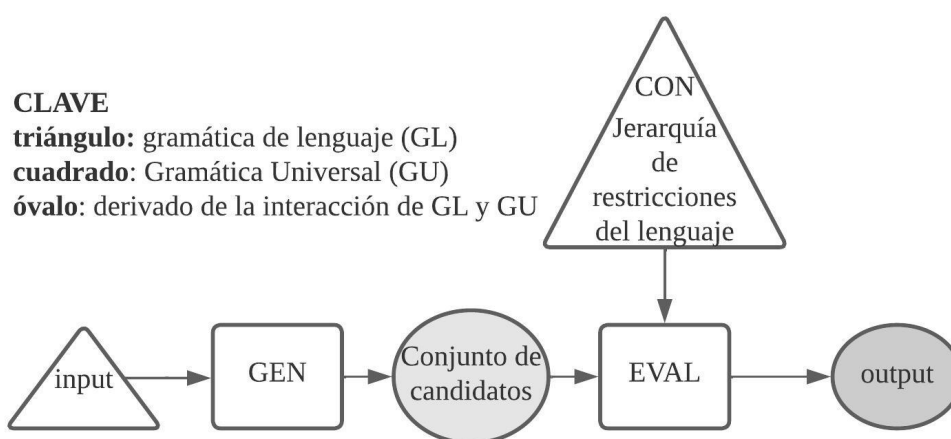 CLAVE
triángulo: gramática de lenguaje (GL)
cuadrado: Gramática Universal (GU)
óvalo: derivado de la interacción de GL y GU
CON
Jerarquía
de
restricciones
del lenguaje
input
GEN
Conjunto de
candidatos
EVAL
output